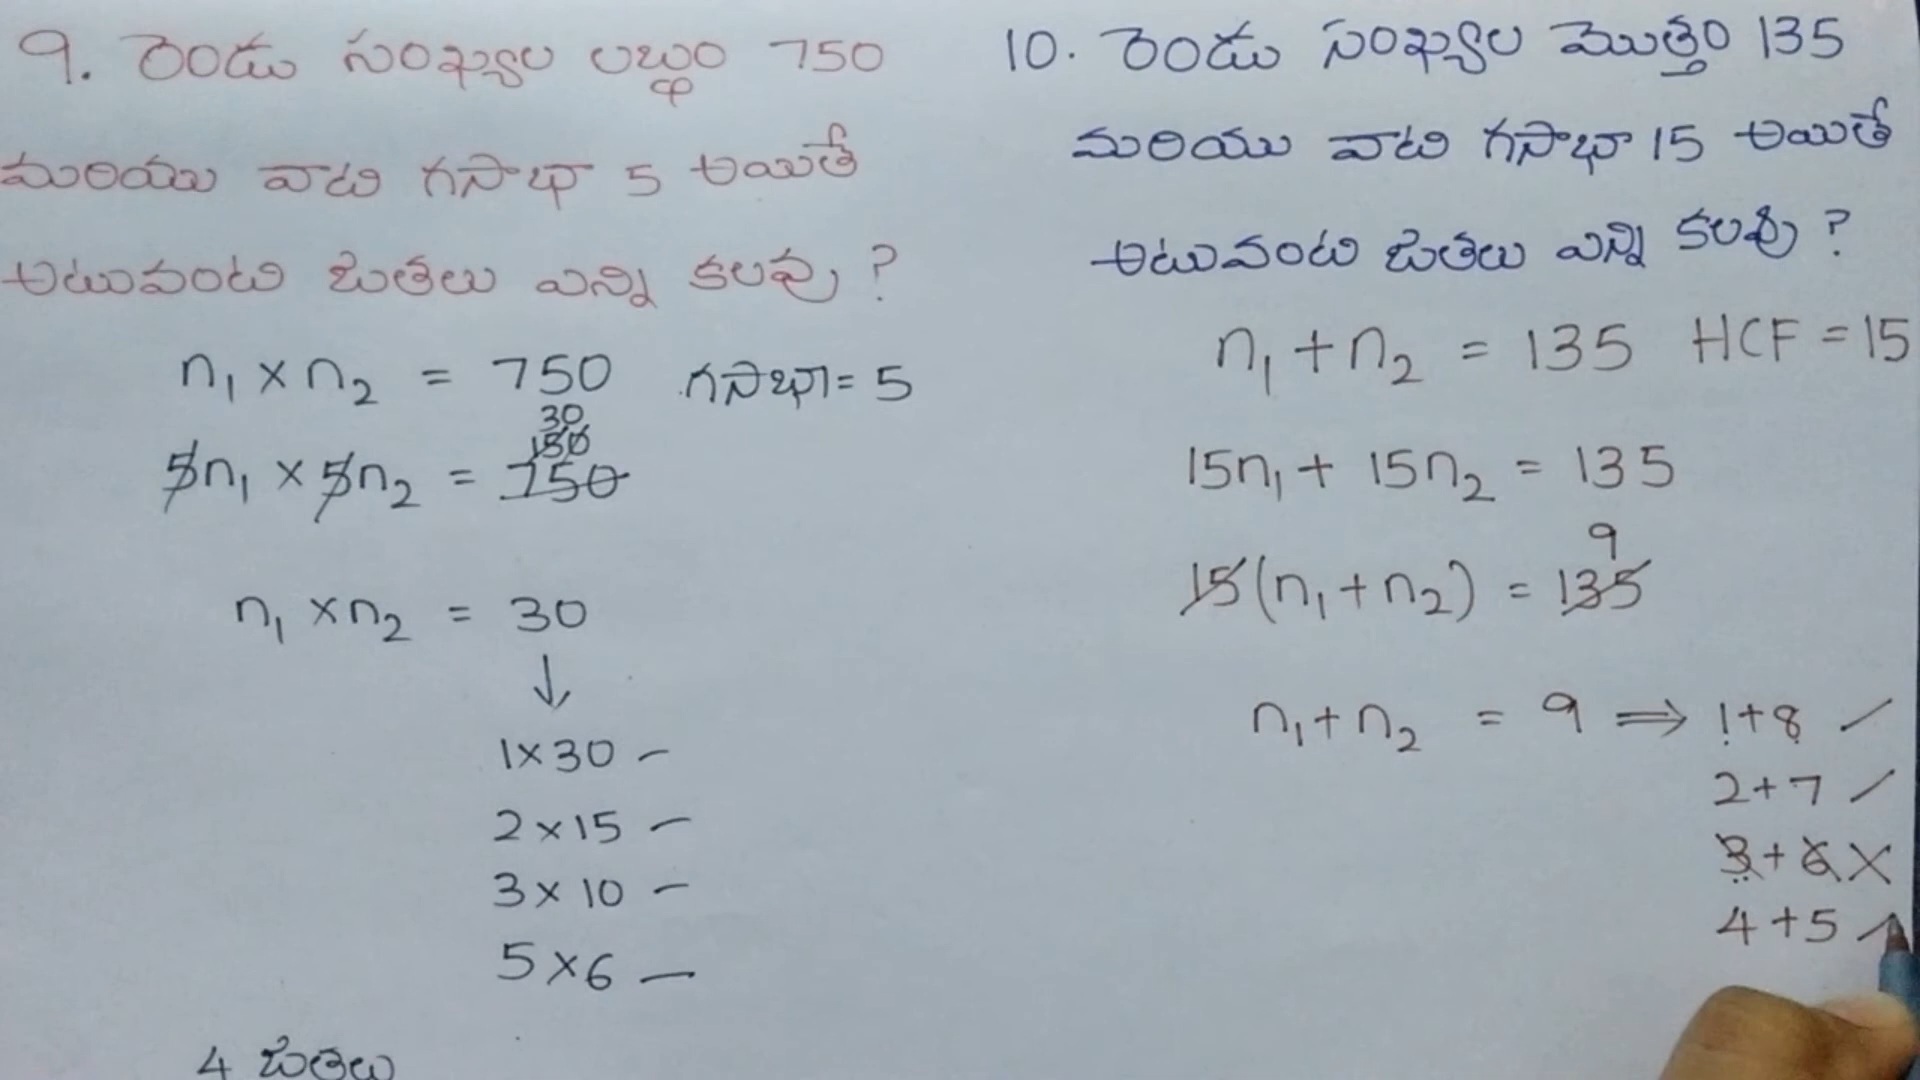 9. రెండు సంఖ్యల లబ్ధం 750
మరియు వాటి గసాభా 5 అయితే
అటువంటి జతలు ఎన్ని కలవు ?
n₁ × n₂ = 750 గసాభా = 5
30
150
5n₁ × 5n₂ = 750
n₁ × n₂ = 30
↓
1 × 30 –
2 × 15 –
3 × 10 –
5 × 6 –
4 జతలు
10. రెండు సంఖ్యల మొత్తం 135
మరియు వాటి గసాభా 15 అయితే
అటువంటి జతలు ఎన్ని కలవు ?
n₁ + n₂ = 135 HCF = 15
15n₁ + 15n₂ = 135
9
15(n₁ + n₂) = 135
n₁ + n₂ = 9 ⇒ 1+8 /
2+7 /
3+6 X
4+5 /